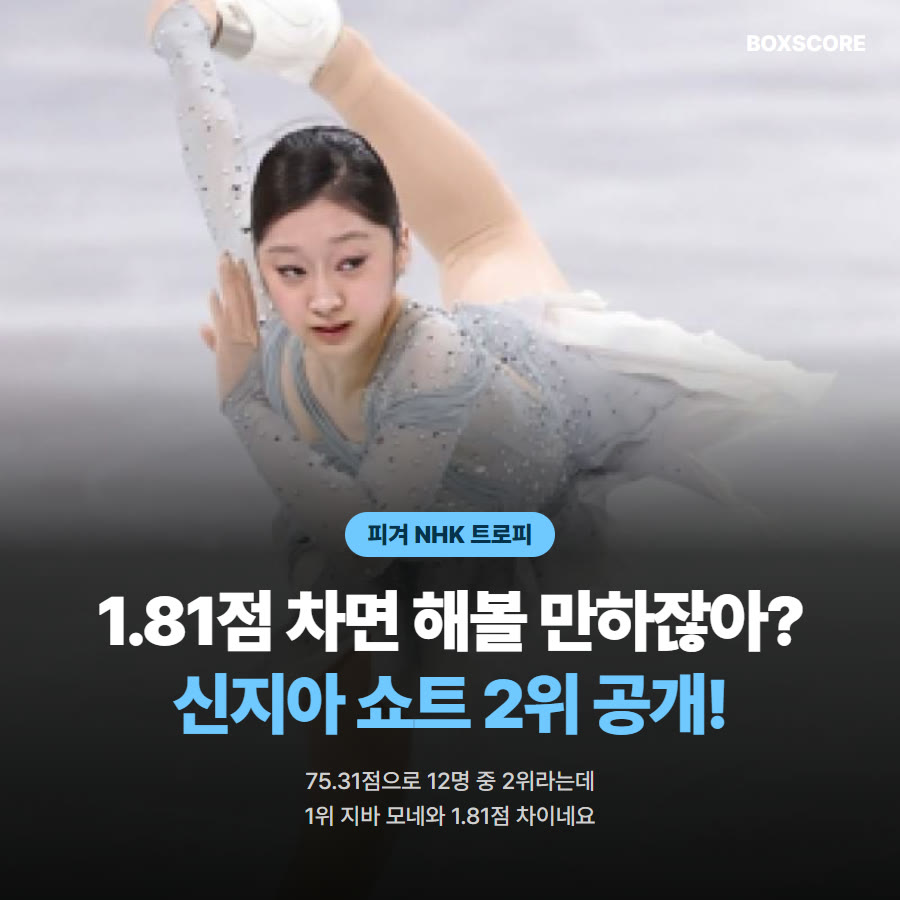 BOXSCORE
피겨 NHK 트로피
1.81점 차면 해볼 만하잖아?
신지아 쇼트 2위 공개!
75.31점으로 12명 중 2위라는데
1위 지바 모네와 1.81점 차이네요